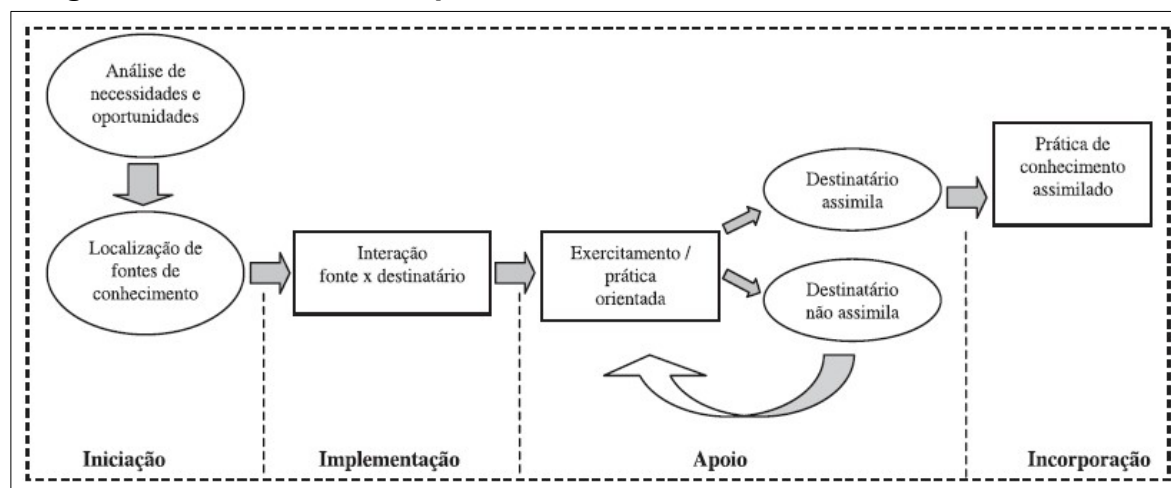 Análise de
necessidades e
oportunidades
Localização de
fontes de
conhecimento
Interação
fonte x destinatário
Exercitamento /
prática
orientada
Destinatário
assimila
Destinatário
não assimila
Prática de
conhecimento
assimilado
Iniciação
Implementação
Apoio
Incorporação